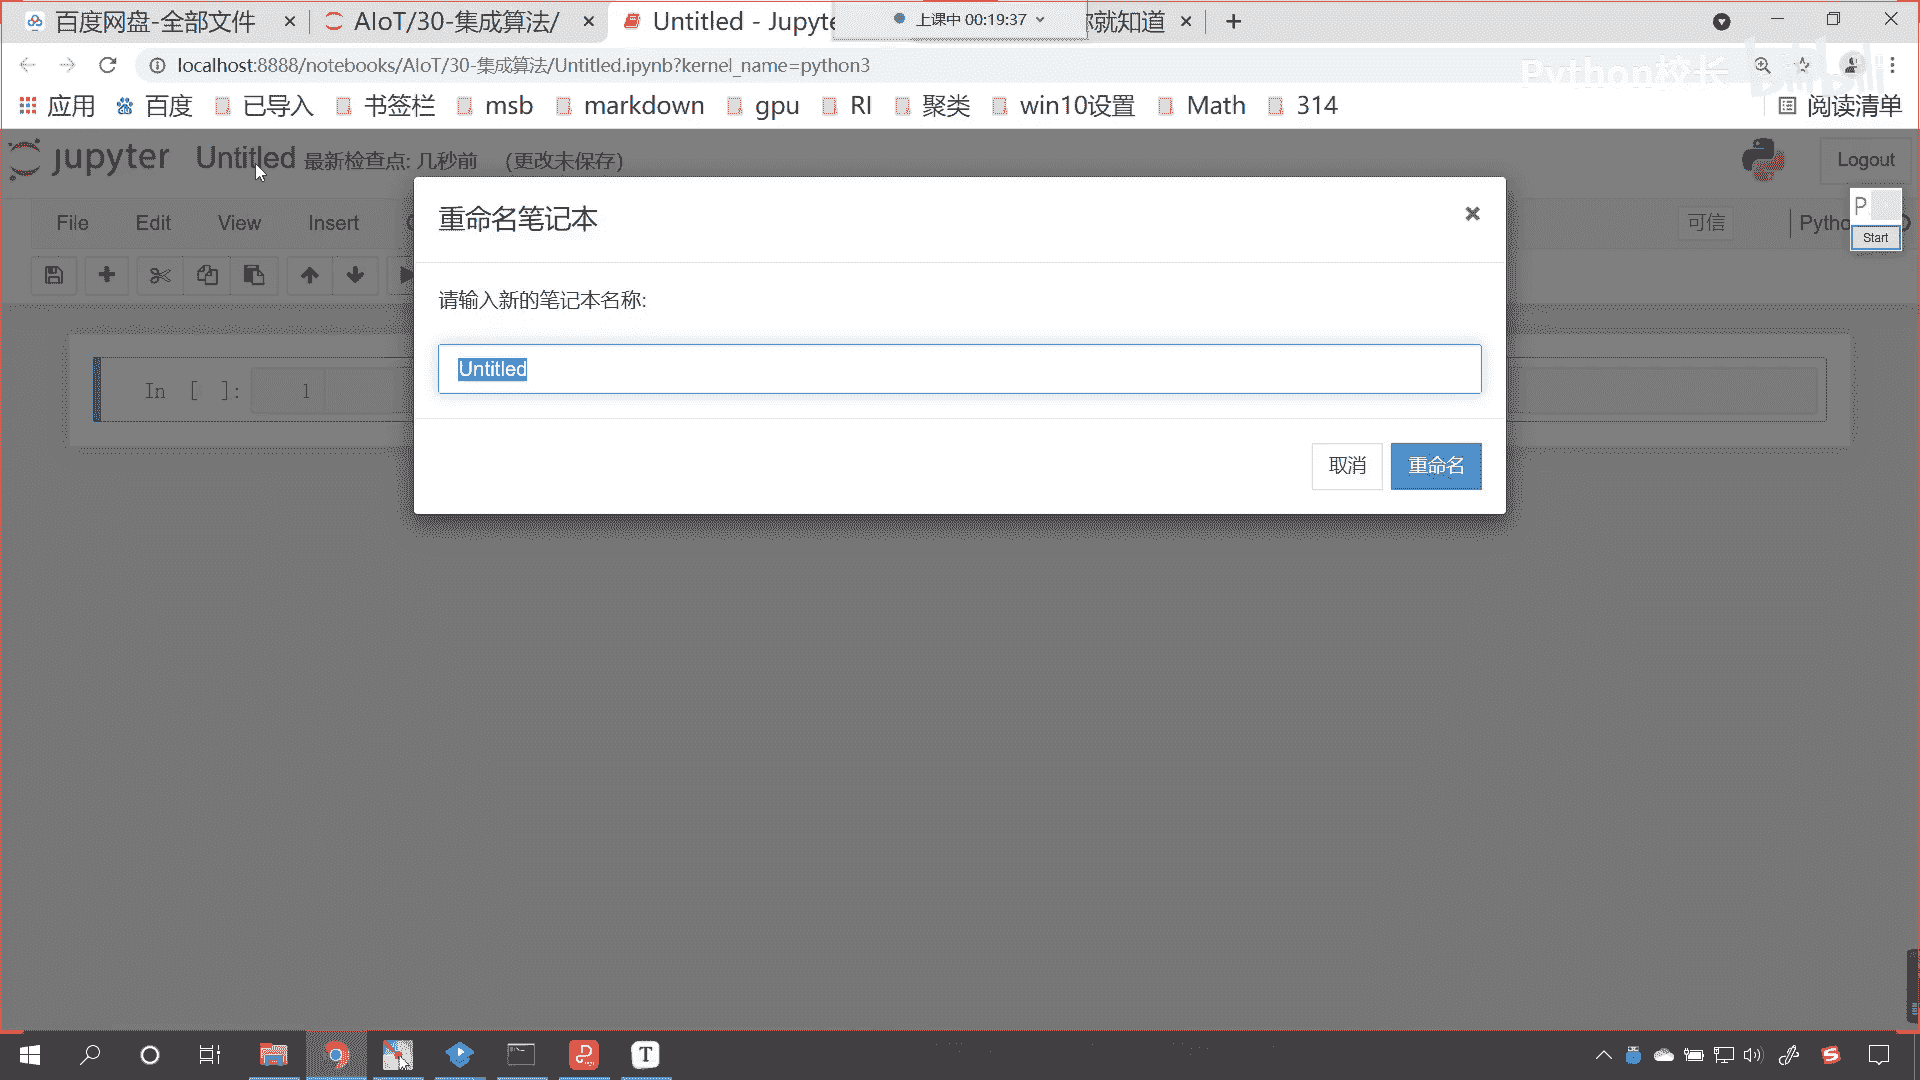 百度网盘-全部文件
AIoT/30-集成算法/
Untitled - Jupyte
上课中 00:19:37
你就知道
localhost:8888/notebooks/AIoT/30-集成算法/Untitled.ipynb?kernel_name=python3
Python校长
bilibili
应用
百度
已导入
书签栏
msb
markdown
gpu
RI
聚类
win10设置
Math
314
阅读清单
jupyter
Untitled
最新检查点: 几秒前
(更改未保存)
Logout
File
Edit
View
Insert
可信
Pytho
P
Start
重命名笔记本
请输入新的笔记本名称:
Untitled
In [ ]:
1
取消
重命名